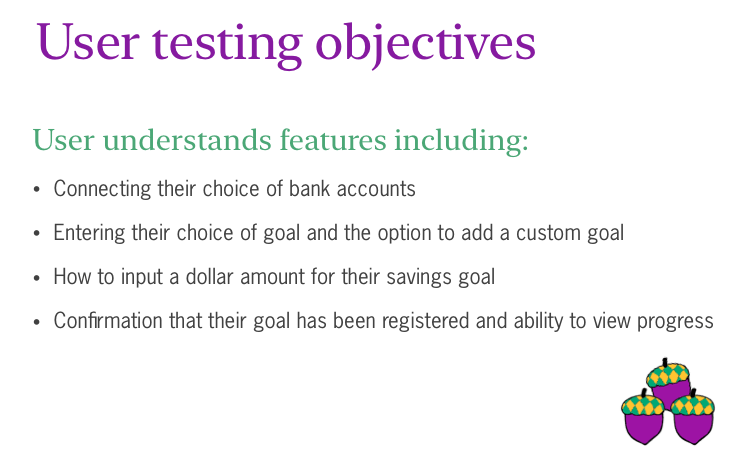 User testing objectives
User understands features including:
• Connecting their choice of bank accounts
• Entering their choice of goal and the option to add a custom goal
• How to input a dollar amount for their savings goal
• Confirmation that their goal has been registered and ability to view progress